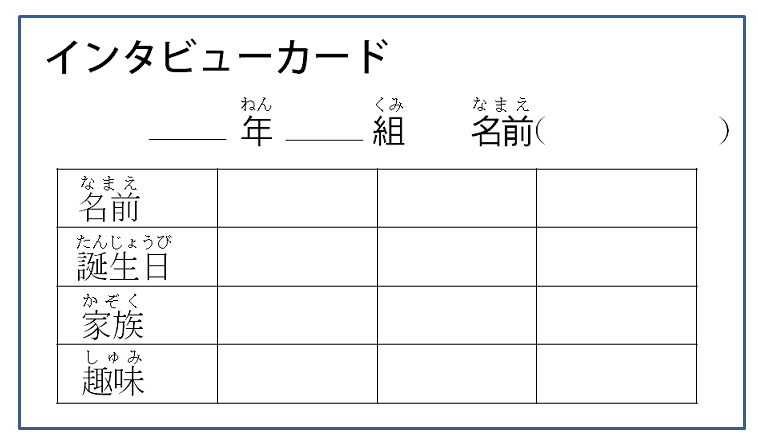 インタビューカード
ねん くみ なまえ
____ 年 ____ 組 名前( )
なまえ
名前
たんじょうび
誕生日
かぞく
家族
しゅみ
趣味